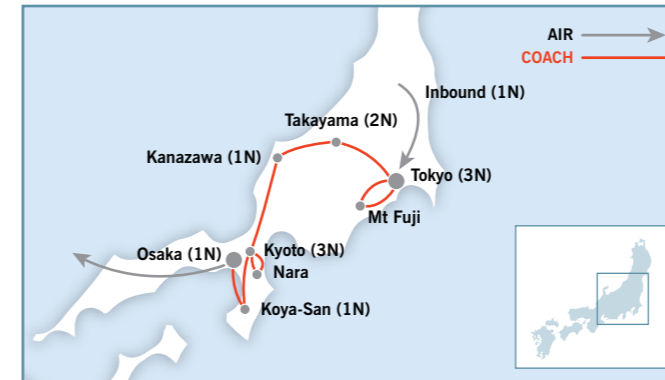 AIR
COACH
Inbound (1N)
Takayama (2N)
Kanazawa (1N)
Tokyo (3N)
Mt Fuji
Osaka (1N)
Kyoto (3N)
Nara
Koya-San (1N)